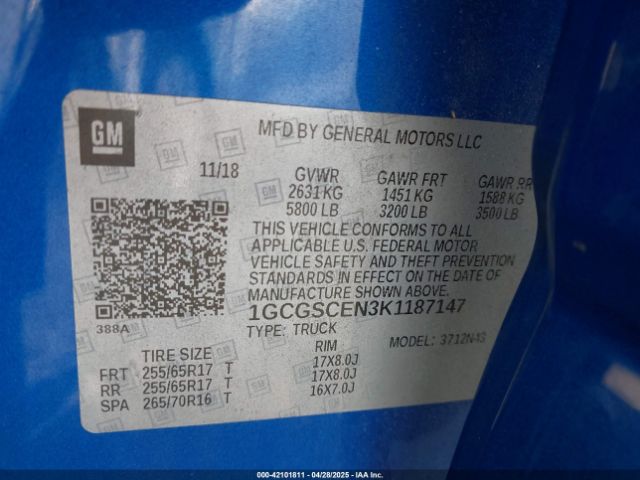 GM
MFD BY GENERAL MOTORS LLC
11/18
GVWR GAWR FRT GAWR RR
2631 KG 1451 KG 1588 KG
5800 LB 3200 LB 3500 LB
THIS VEHICLE CONFORMS TO ALL
APPLICABLE U.S. FEDERAL MOTOR
VEHICLE SAFETY AND THEFT PREVENTION
STANDARDS IN EFFECT ON THE DATE OF
MANUFACTURE SHOWN ABOVE.
388A
1GCGSCEN3K1187147
TYPE: TRUCK MODEL: 3712N43
TIRE SIZE RIM
FRT 255/65R17 T 17X8.0J
RR 255/65R17 T 17X8.0J
SPA 265/70R16 T 16X7.0J
000-42101811 - 04/28/2025 - IAA Inc.